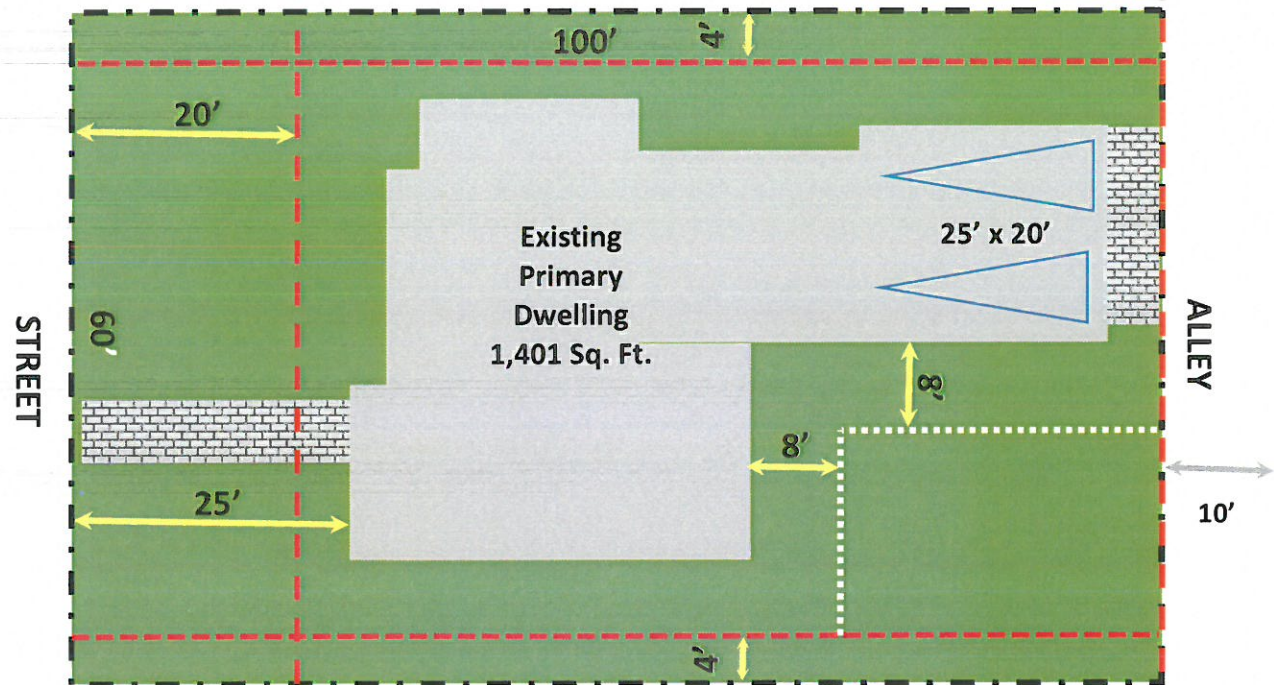 100'
4'
20'
Existing
Primary
Dwelling
1,401 Sq. Ft.
25' x 20'
STREET
60'
ALLEY
8'
8'
25'
10'
4'